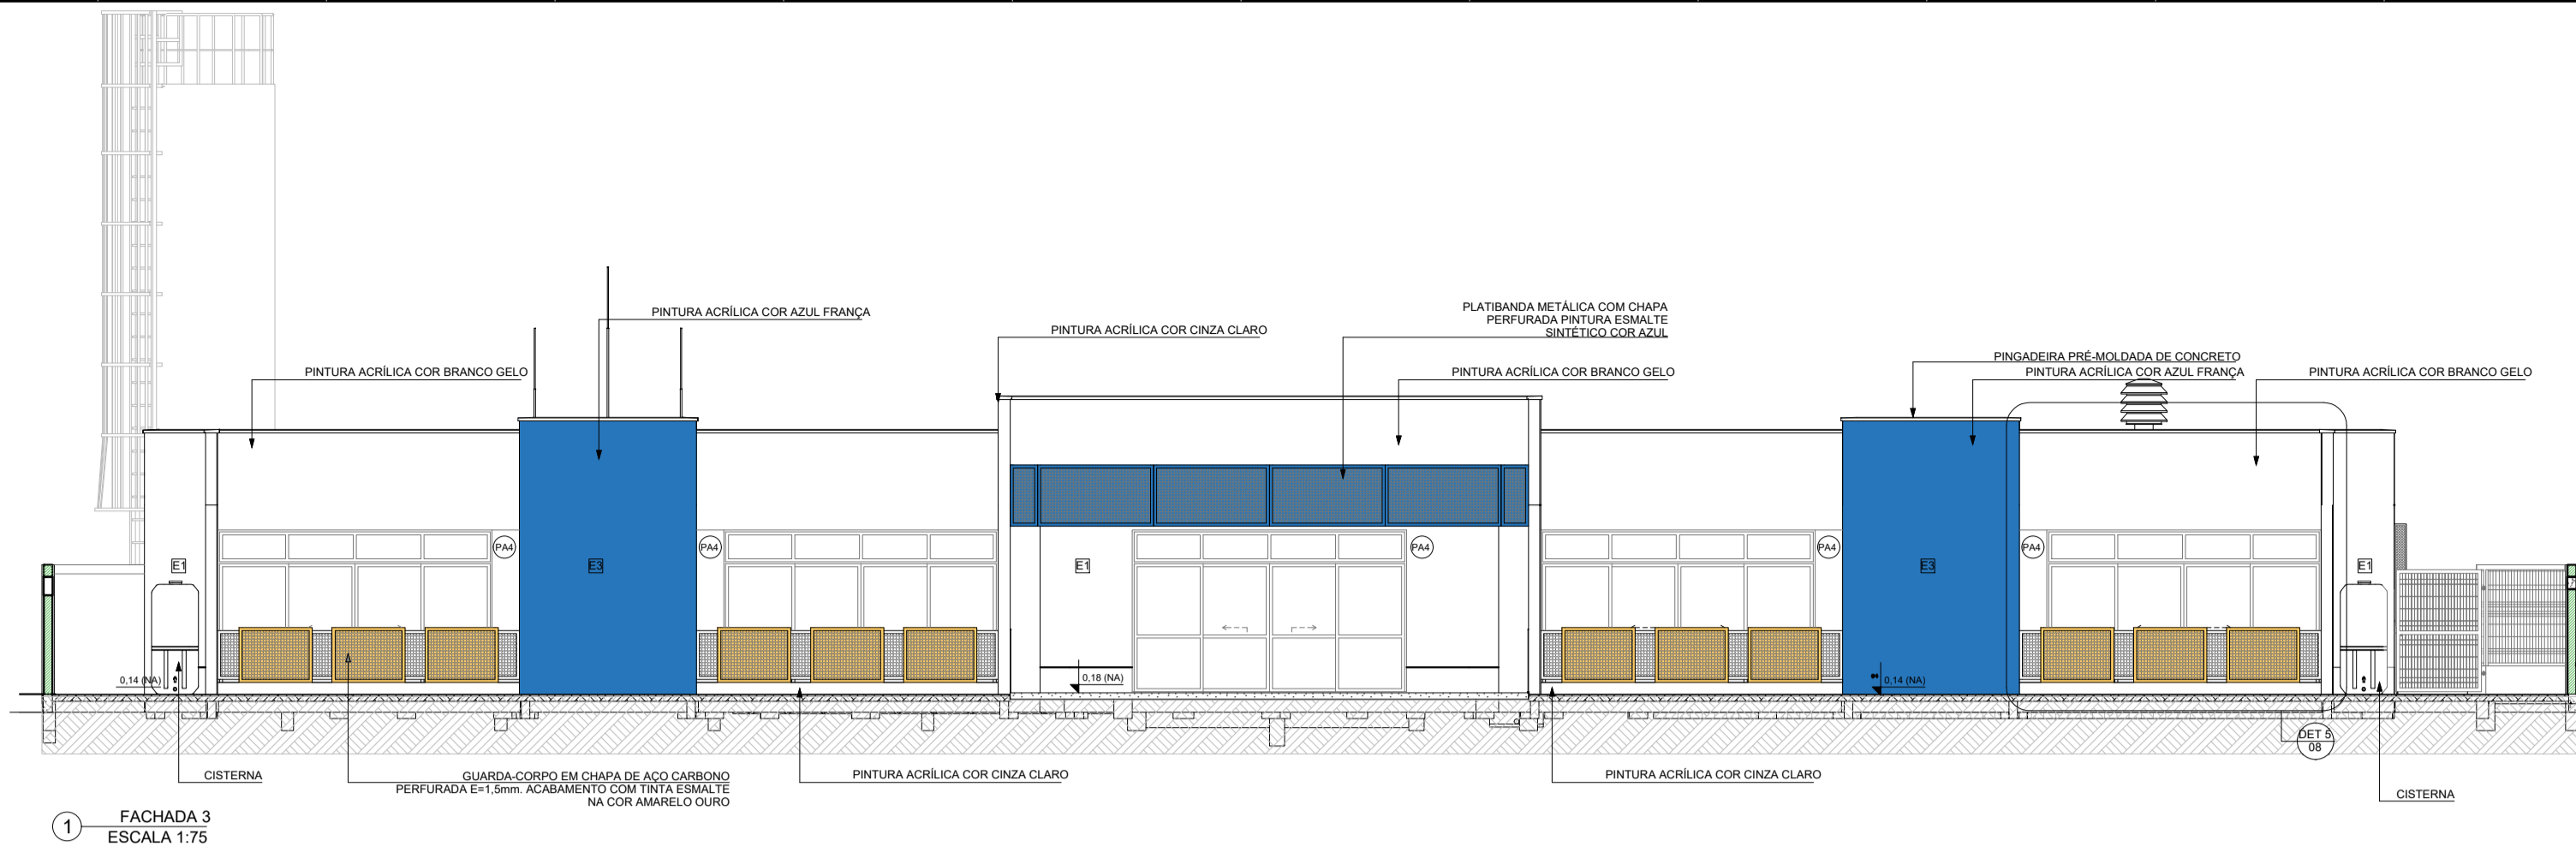 PLATIBANDA METÁLICA COM CHAPA
PERFURADA PINTURA ESMALTE
SINTÉTICO COR AZUL
PINTURA ACRÍLICA COR AZUL FRANÇA
PINTURA ACRÍLICA COR CINZA CLARO
PINGADEIRA PRÉ-MOLDADA DE CONCRETO
PINTURA ACRÍLICA COR BRANCO GELO
PINTURA ACRÍLICA COR BRANCO GELO
PINTURA ACRÍLICA COR AZUL FRANÇA
PINTURA ACRÍLICA COR BRANCO GELO
PA4
PA4
PA4
PA4
PA4
E1
E3
E1
E3
E1
0,14 (NA)
0,18 (NA)
0,14 (NA)
DET 5
08
CISTERNA
GUARDA-CORPO EM CHAPA DE AÇO CARBONO
PERFURADA E=1,5mm. ACABAMENTO COM TINTA ESMALTE
NA COR AMARELO OURO
PINTURA ACRÍLICA COR CINZA CLARO
PINTURA ACRÍLICA COR CINZA CLARO
CISTERNA
1
FACHADA 3
ESCALA 1:75